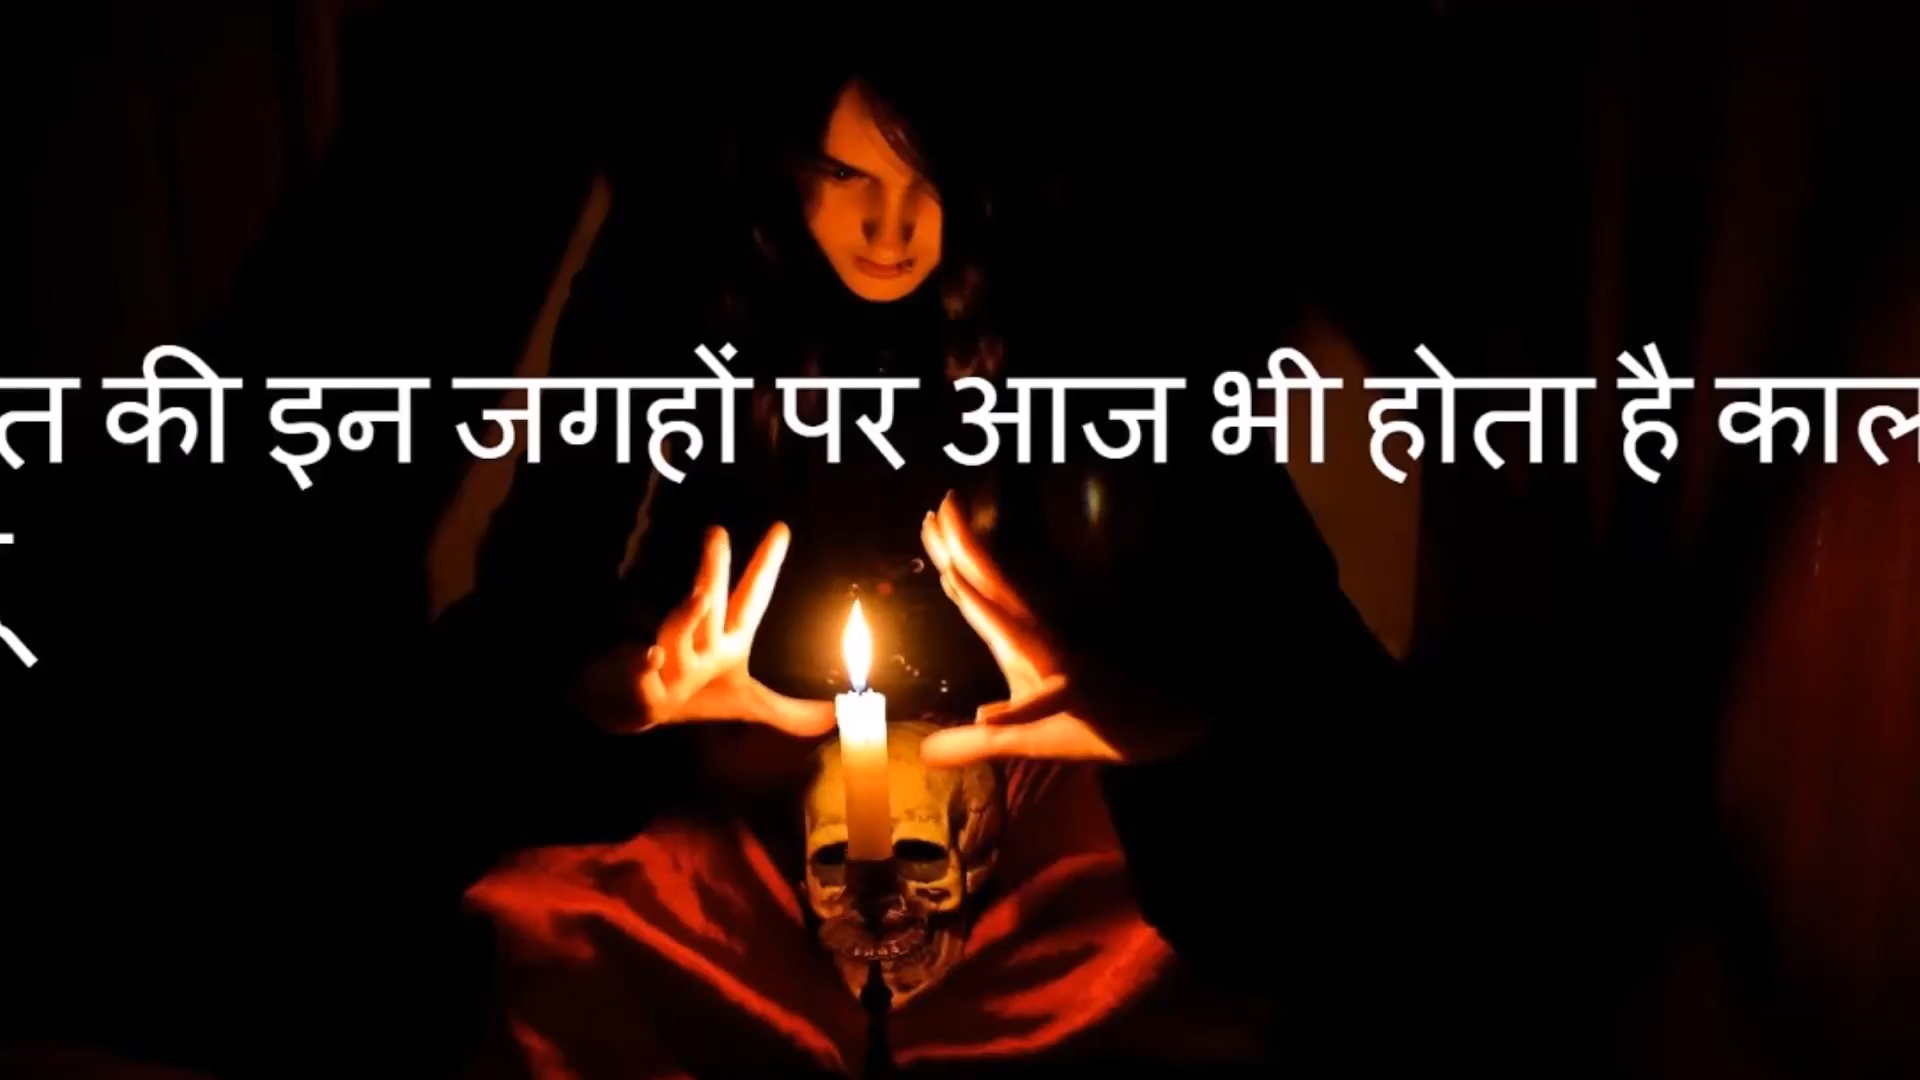 त की इन जगहों पर आज भी होता है काल